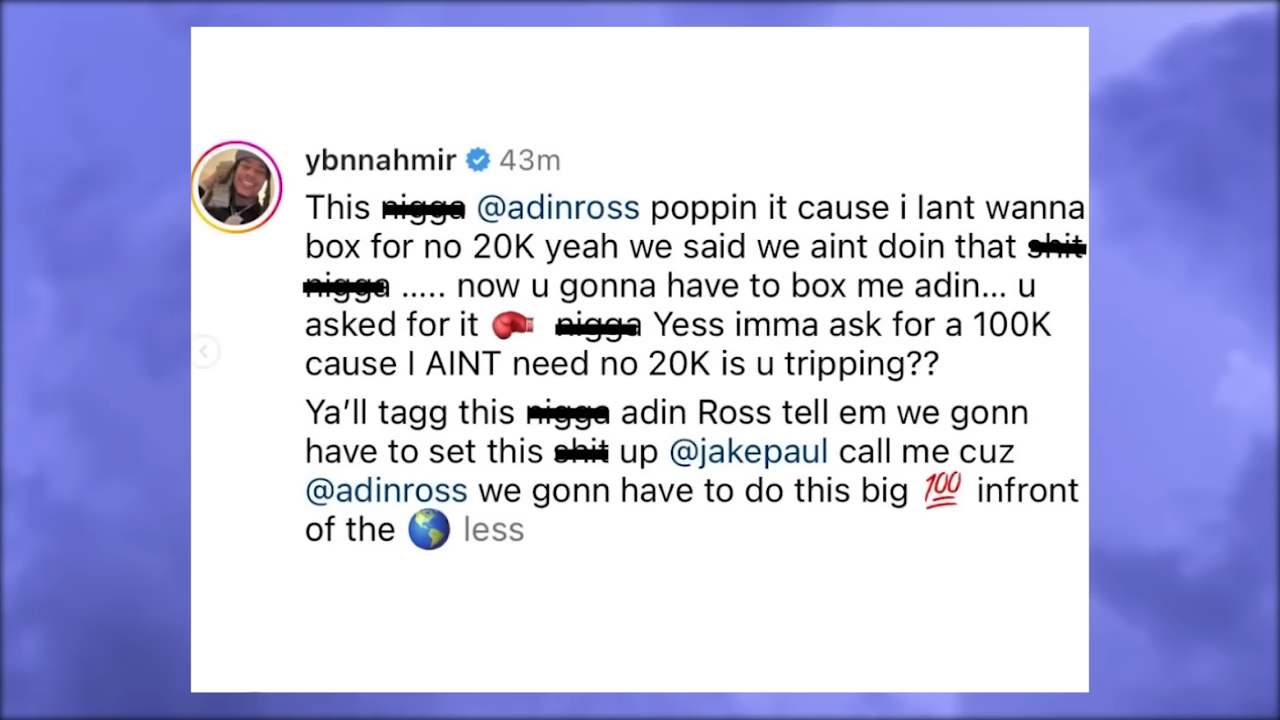 ybnnahmir 43m
This nigga @adinross poppin it cause i lant wanna
box for no 20K yeah we said we aint doin that shit
nigga ..... now u gonna have to box me adin... u
asked for it 🥊 nigga Yess imma ask for a 100K
cause I AINT need no 20K is u tripping??
Ya'll tagg this nigga adin Ross tell em we gonn
have to set this shit up @jakepaul call me cuz
@adinross we gonn have to do this big 💯 infront
of the 🌎 less